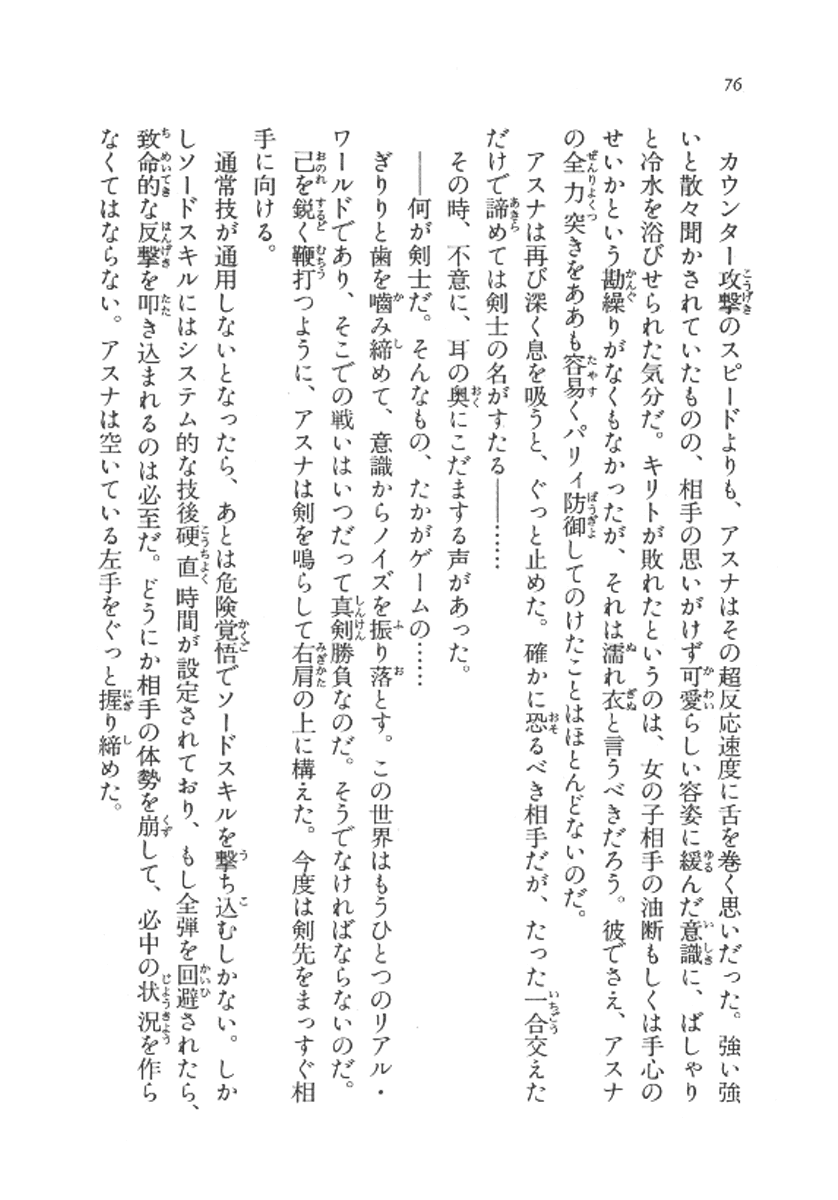 76
カウンター攻撃のスピードよりも、アスナはその超反応速度に舌を巻く思いだった。強い強
いと散々聞かされていたものの、相手の思いがけず可愛らしい容姿に緩んだ意識に、ばしゃり
と冷水を浴びせられた気分だ。キリトが敗れたというのは、女の子相手の油断もしくは手心の
せいかという勘繰りがなくもなかったが、それは濡れ衣と言うべきだろう。彼でさえ、アスナ
の全力突きをああも容易くパリィ防御してのけたことはほとんどないのだ。
アスナは再び深く息を吸うと、ぐっと止めた。確かに恐るべき相手だが、たった一合交えた
だけで諦めては剣士の名がすたる――……
その時、不意に、耳の奥にこだまする声があった。
――何が剣士だ。そんなもの、たかがゲームの……
ぎりりと歯を嚙み締めて、意識からノイズを振り落とす。この世界はもうひとつのリアル・
ワールドであり、そこでの戦いはいつだって真剣勝負なのだ。そうでなければならないのだ。
己を鋭く鞭打つように、アスナは剣を鳴らして右肩の上に構えた。今度は剣先をまっすぐ相
手に向ける。
通常技が通用しないとなったら、あとは危険覚悟でソードスキルを撃ち込むしかない。しか
しソードスキルにはシステム的な技後硬直時間が設定されており、もし全弾を回避されたら、
致命的な反撃を叩き込まれるのは必至だ。どうにか相手の体勢を崩して、必中の状況を作ら
なくてはならない。アスナは空いている左手をぐっと握り締めた。